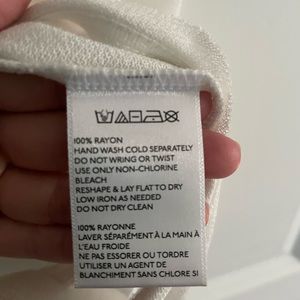 100% RAYON
HAND WASH COLD SEPARATELY
DO NOT WRING OR TWIST
USE ONLY NON-CHLORINE
BLEACH
RESHAPE & LAY FLAT TO DRY
LOW IRON AS NEEDED
DO NOT DRY CLEAN
100% RAYONNE
LAVER SÉPARÉMENT À LA MAIN À
L'EAU FROIDE
NE PAS ESSORER OU TORDRE
UTILISER UN AGENT DE
BLANCHIMENT SANS CHLORE SI